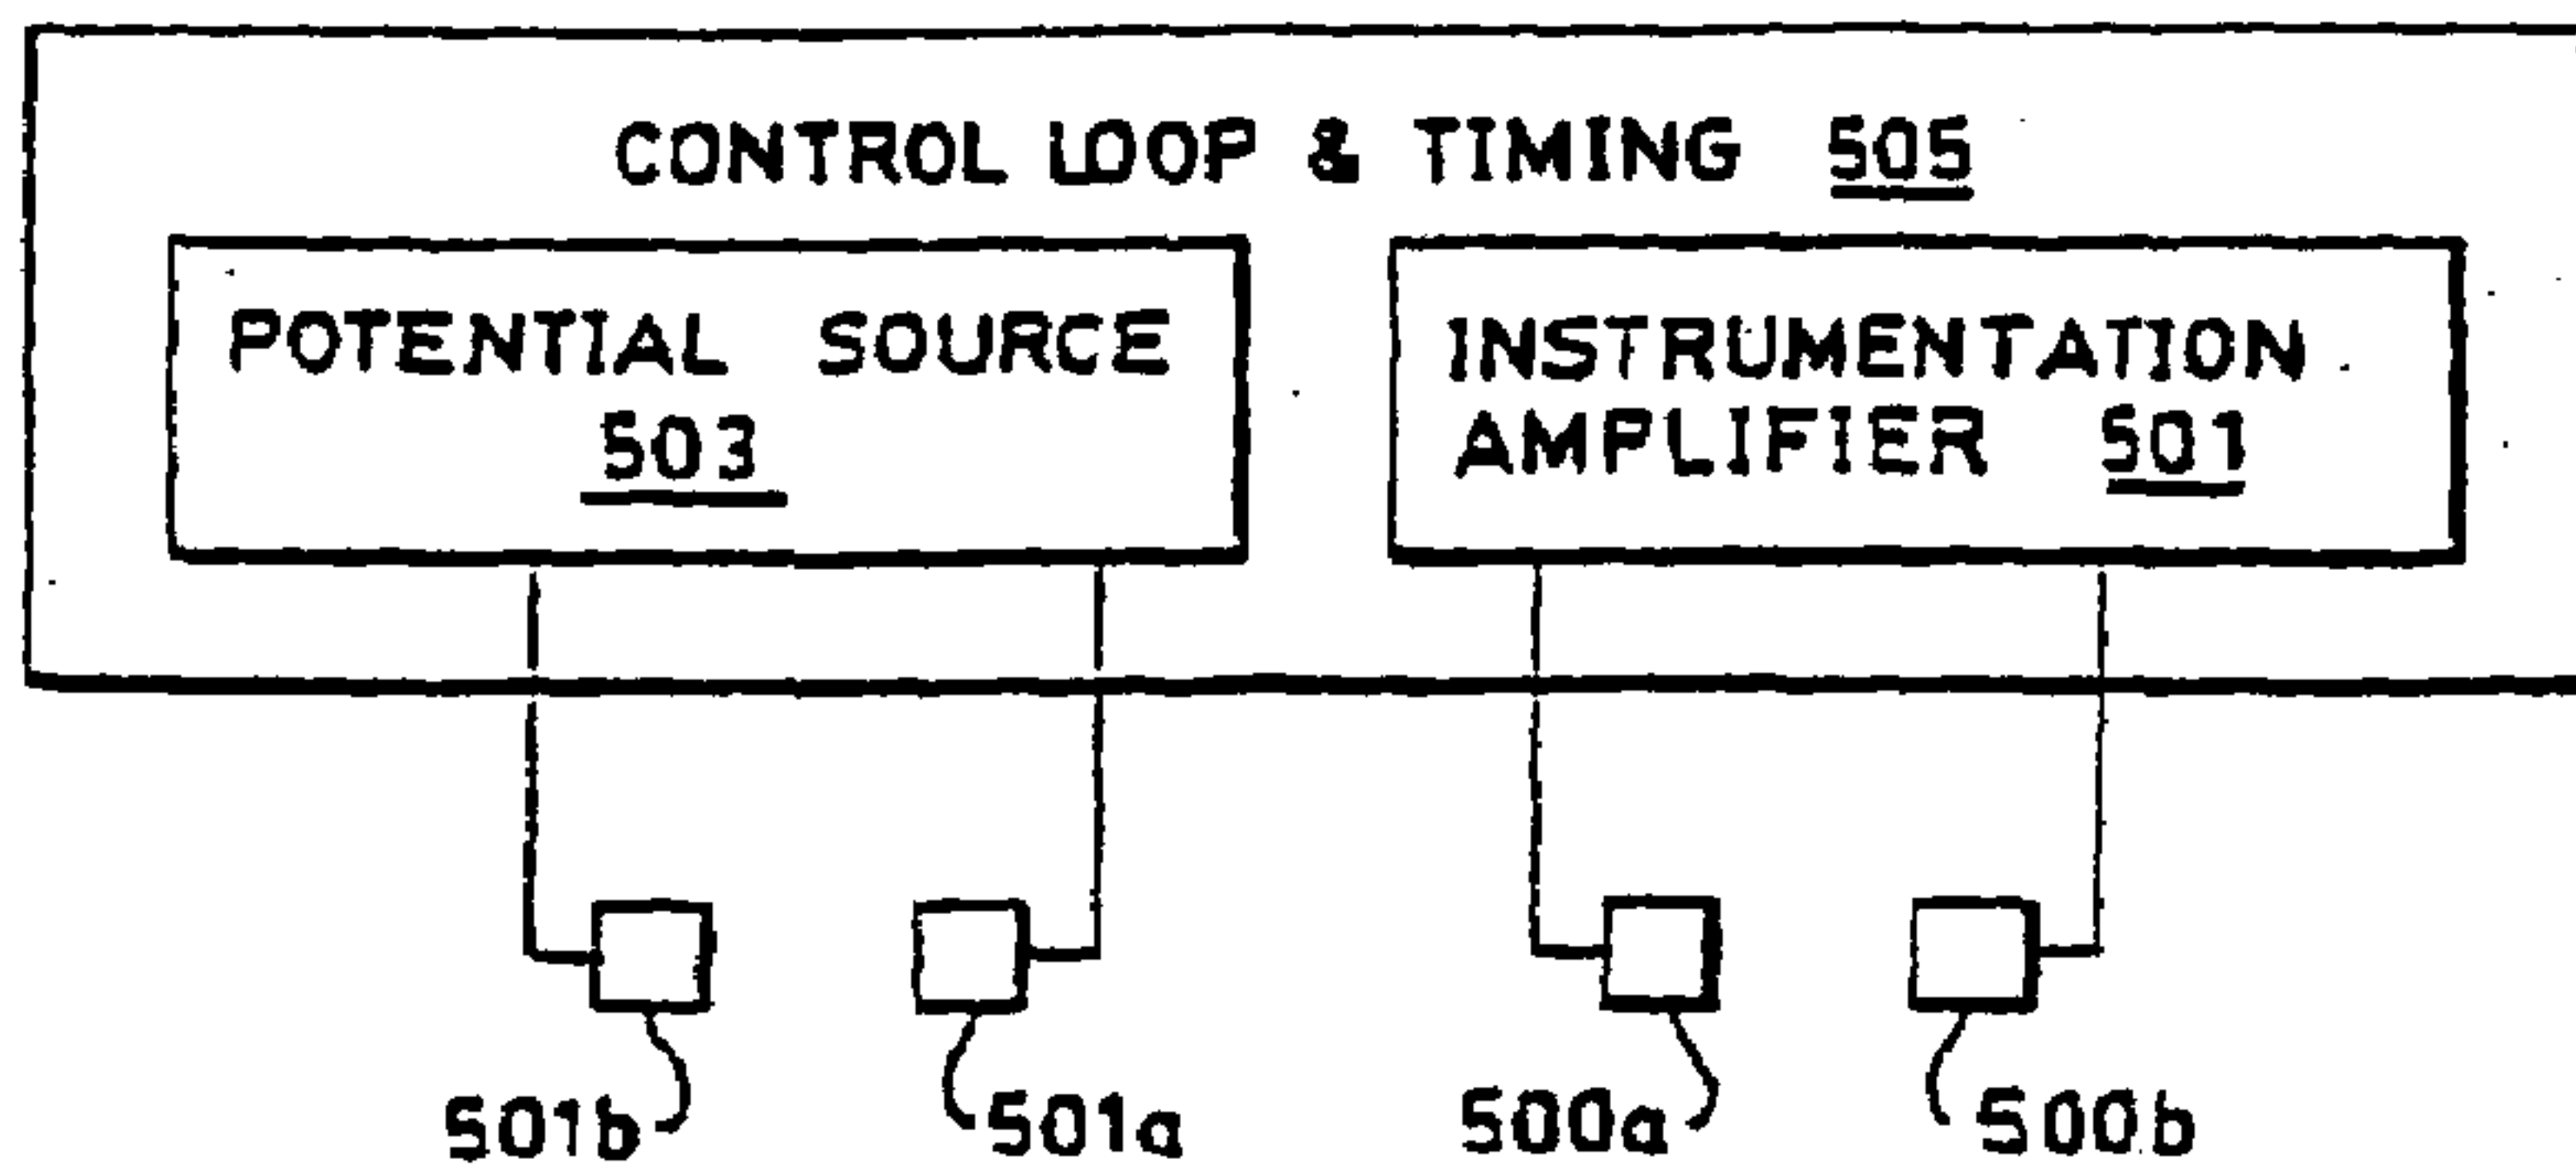 CONTROL LOOP & TIMING 505
POTENTIAL SOURCE
503
INSTRUMENTATION
AMPLIFIER 501
501b
501a
500a
500b